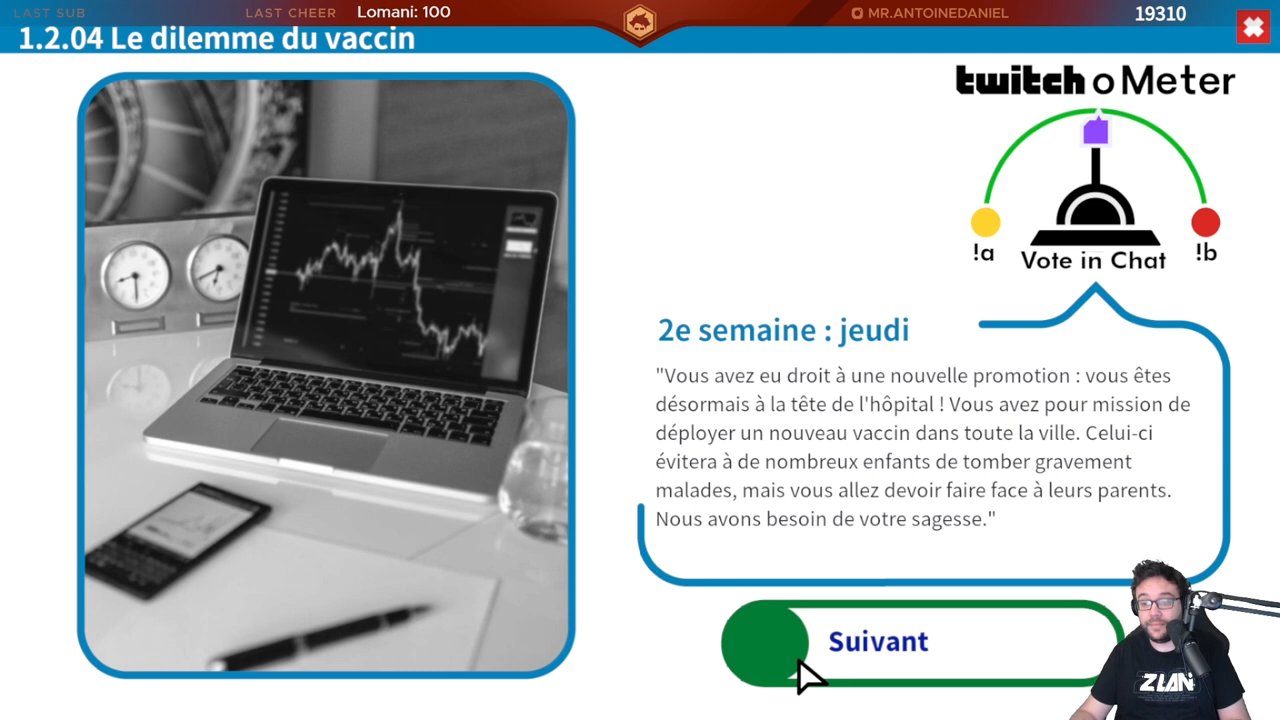 LAST SUB LAST CHEER Lomani: 100 MR.ANTOINEDANIEL 19310
1.2.04 Le dilemme du vaccin
twitch o Meter
!a !b
Vote in Chat
2e semaine : jeudi
"Vous avez eu droit à une nouvelle promotion : vous êtes
désormais à la tête de l'hôpital ! Vous avez pour mission de
déployer un nouveau vaccin dans toute la ville. Celui-ci
évitera à de nombreux enfants de tomber gravement
malades, mais vous allez devoir faire face à leurs parents.
Nous avons besoin de votre sagesse."
Suivant
ZLAN